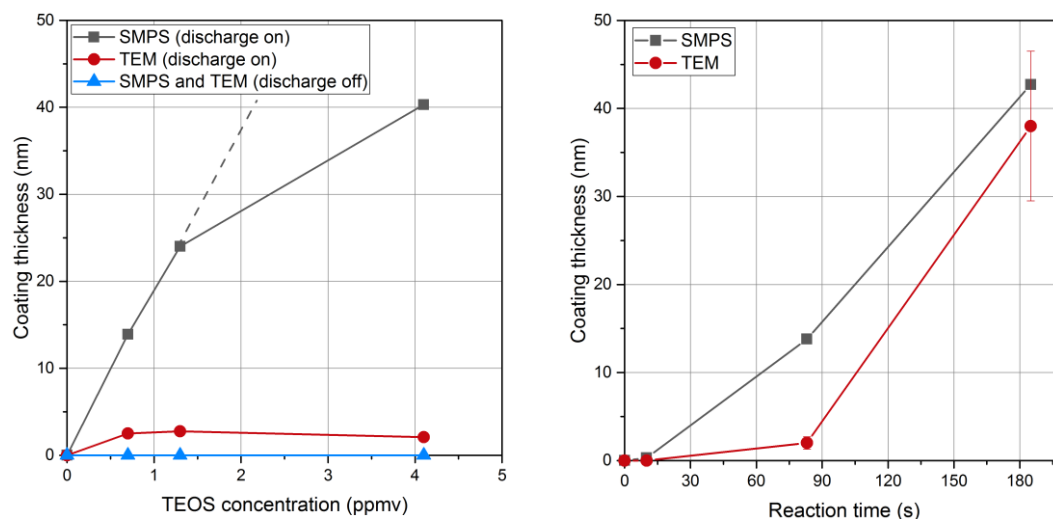 50
40
30
20
10
0
Coating thickness (nm)
SMPS (discharge on)
TEM (discharge on)
SMPS and TEM (discharge off)
0 1 2 3 4 5
TEOS concentration (ppmv)
50
40
30
20
10
0
Coating thickness (nm)
SMPS
TEM
0 30 60 90 120 150 180
Reaction time (s)